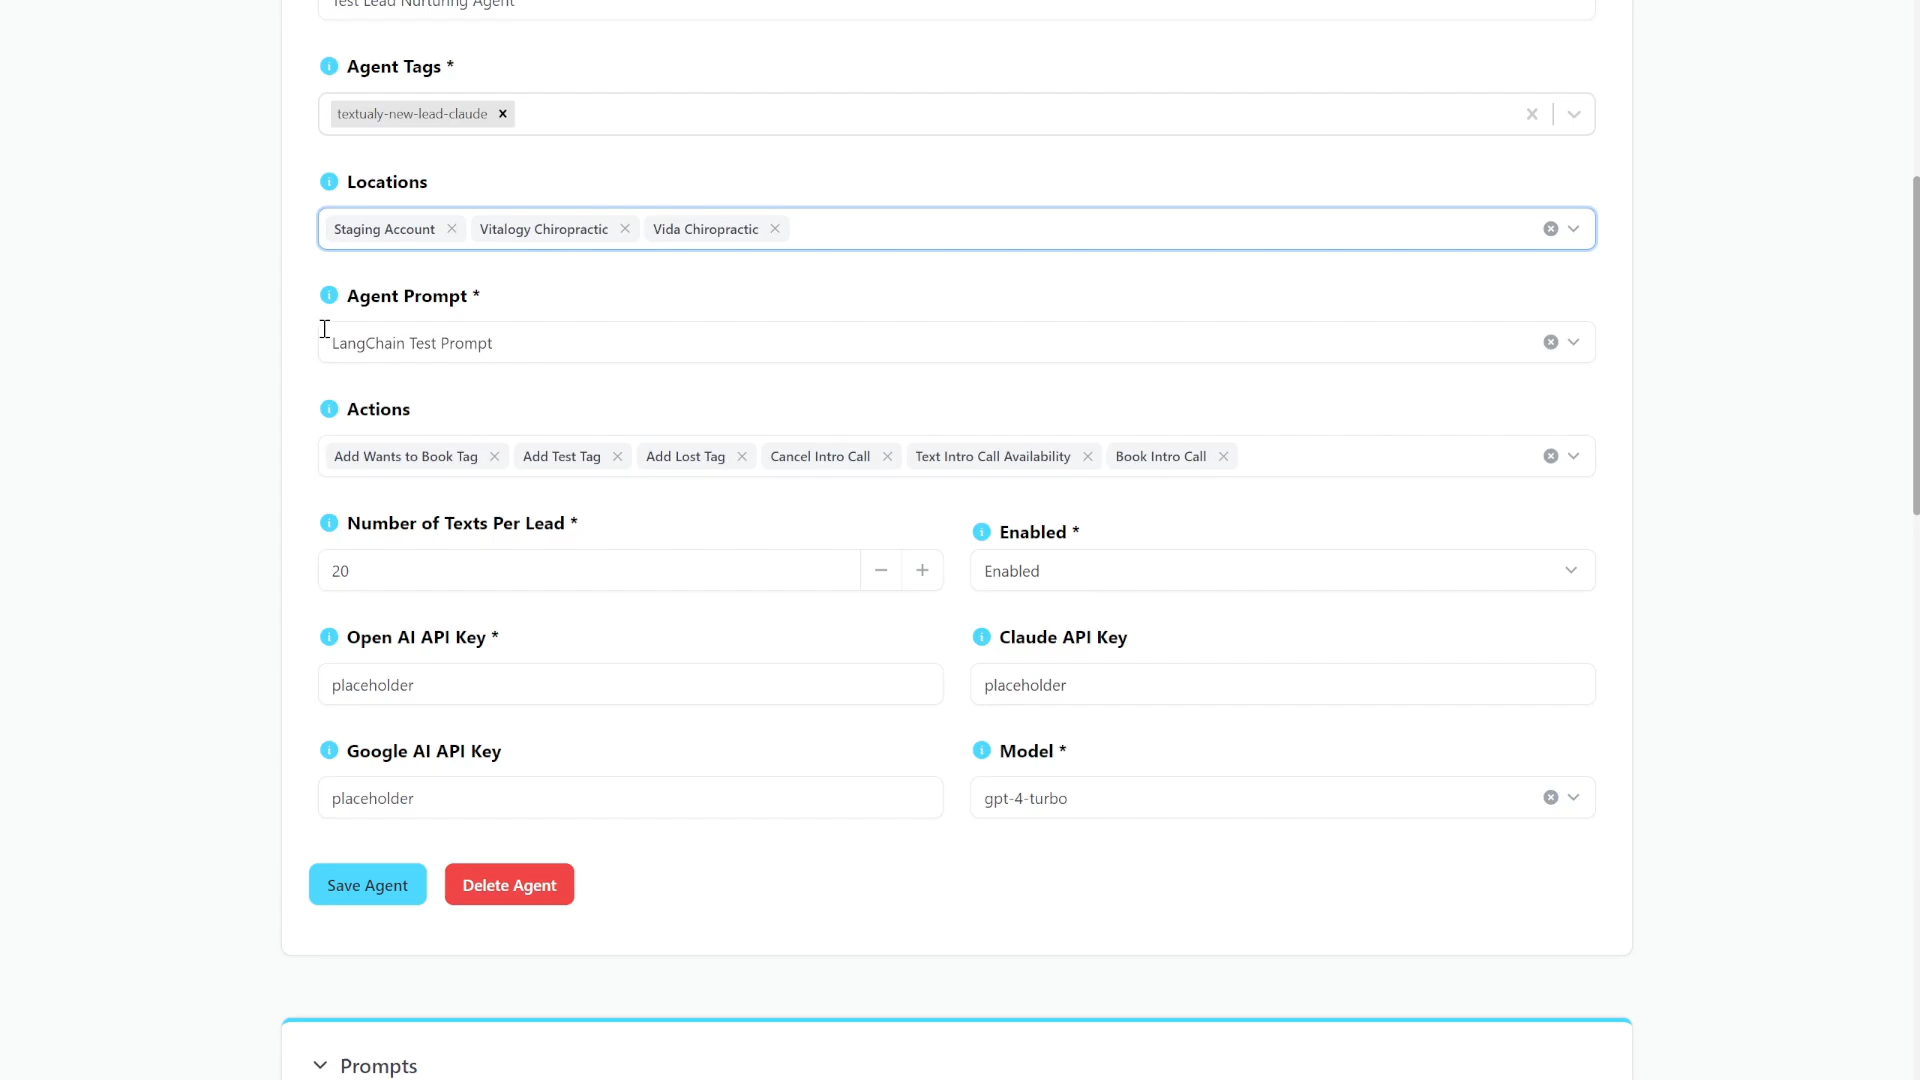 Test Lead Nurturing Agent
Agent Tags *
textualy-new-lead-claude
Locations
Staging Account Vitalogy Chiropractic Vida Chiropractic
Agent Prompt *
LangChain Test Prompt
Actions
Add Wants to Book Tag Add Test Tag Add Lost Tag Cancel Intro Call Text Intro Call Availability Book Intro Call
Number of Texts Per Lead *
Enabled *
20
Enabled
Open AI API Key *
Claude API Key
placeholder
placeholder
Google AI API Key
Model *
placeholder
gpt-4-turbo
Save Agent Delete Agent
Prompts